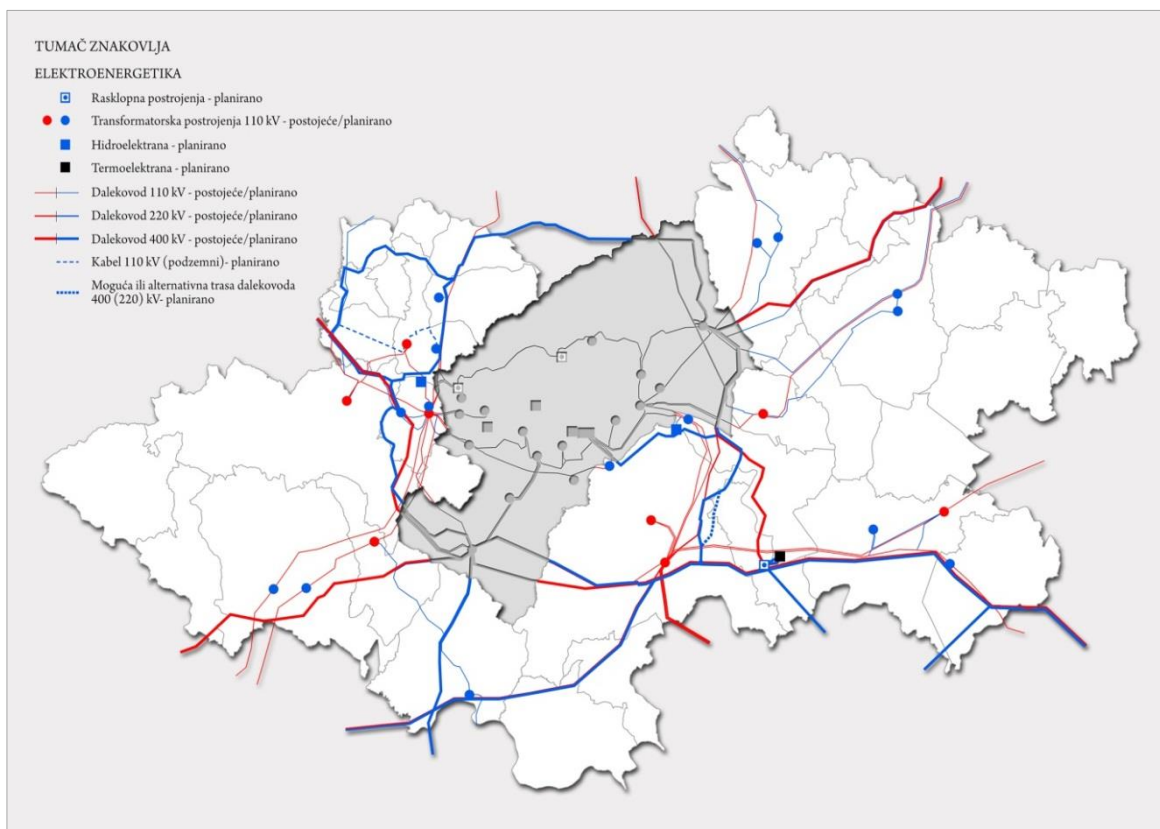 TUMAČ ZNAKOVLJA
ELEKTROENERGETIKA
Rasklopna postrojenja - planirano
Transformatorska postrojenja 110 kV - postojeće/planirano
Hidroelektrana - planirano
Termoelektrana - planirano
Dalekovod 110 kV - postojeće/planirano
Dalekovod 220 kV - postojeće/planirano
Dalekovod 400 kV - postojeće/planirano
Kabel 110 kV (podzemni)- planirano
Moguća ili alternativna trasa dalekovoda
400 (220) kV- planirano